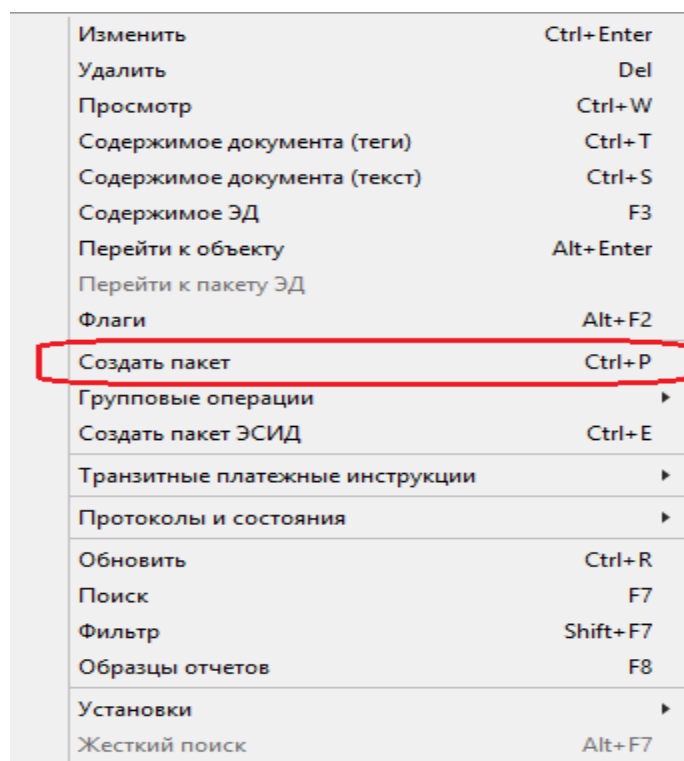 Изменить Ctrl+Enter
Удалить Del
Просмотр Ctrl+W
Содержимое документа (теги) Ctrl+T
Содержимое документа (текст) Ctrl+S
Содержимое ЭД F3
Перейти к объекту Alt+Enter
Перейти к пакету ЭД
Флаги Alt+F2
Создать пакет Ctrl+P
Групповые операции
Создать пакет ЭСИД Ctrl+E
Транзитные платежные инструкции
Протоколы и состояния
Обновить Ctrl+R
Поиск F7
Фильтр Shift+F7
Образцы отчетов F8
Установки
Жесткий поиск Alt+F7